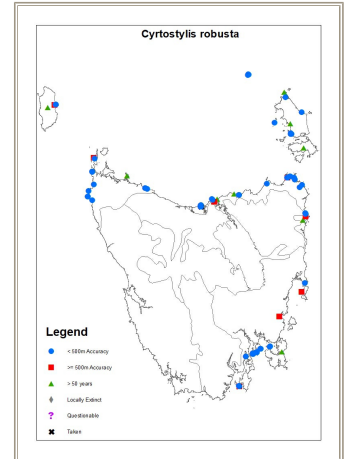 Cyrtostylis robusta
Legend
< 500m Accuracy
>= 500m Accuracy
> 50 years
Locally Extinct
? Questionable
Taken